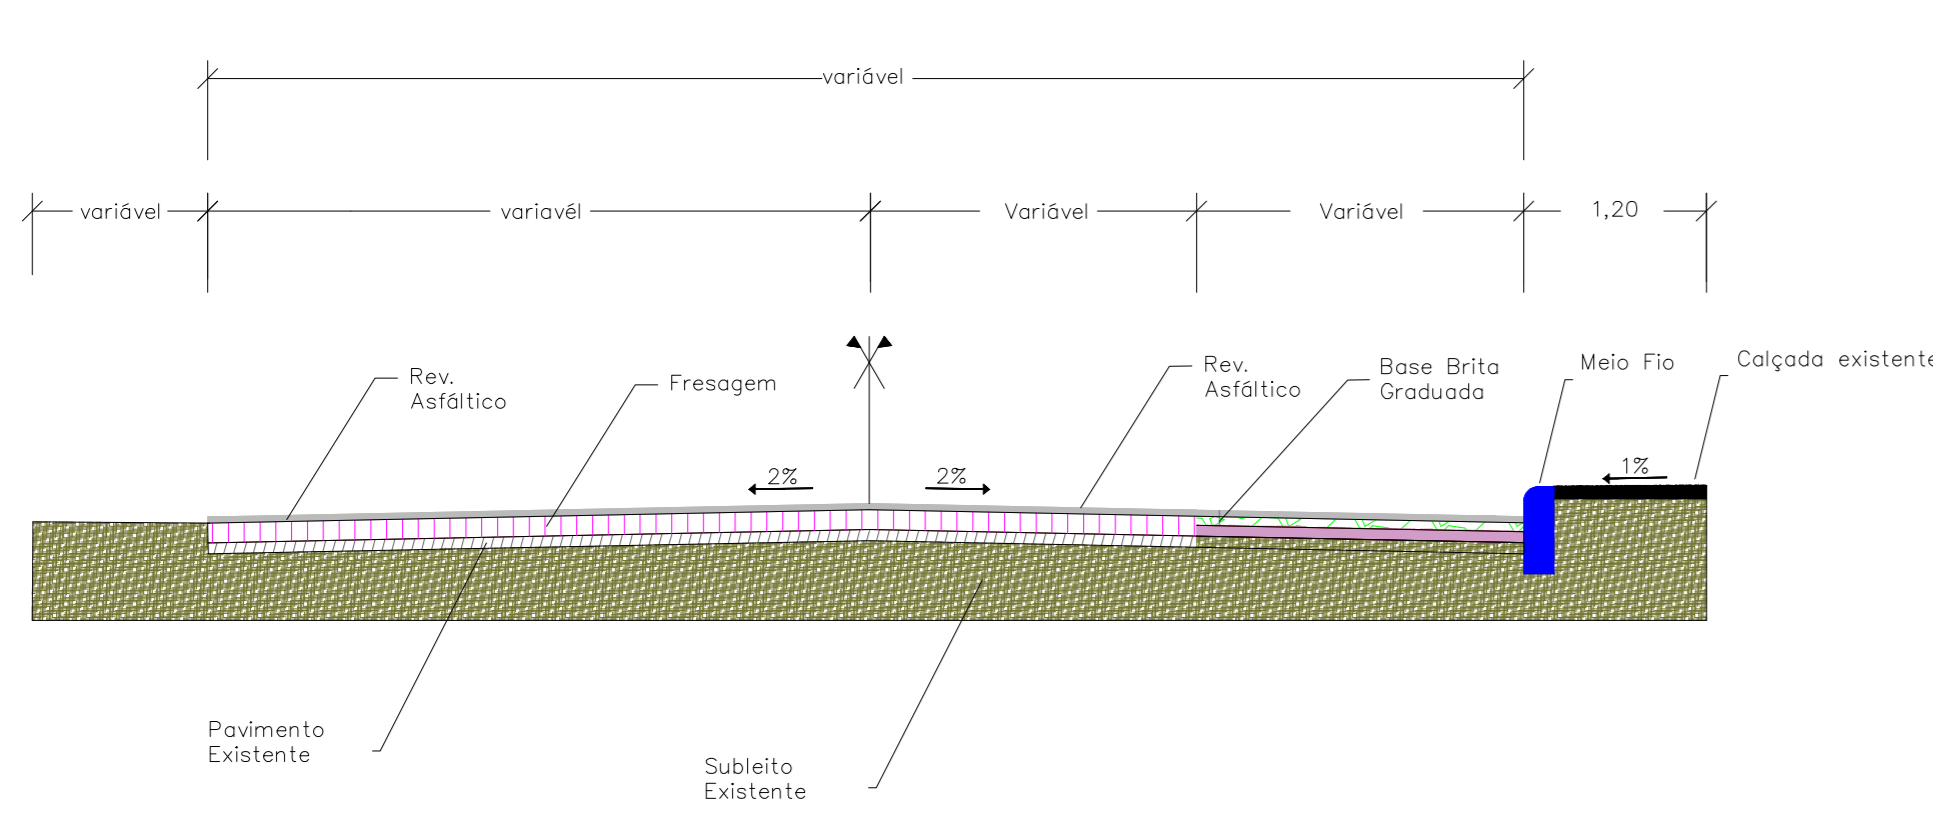 variável
variável
variavél
Variável
Variável
1,20
Rev.
Asfáltico
Fresagem
Rev.
Asfáltico
Base Brita
Graduada
Meio Fio
Calçada existente
2%
2%
1%
Pavimento
Existente
Subleito
Existente